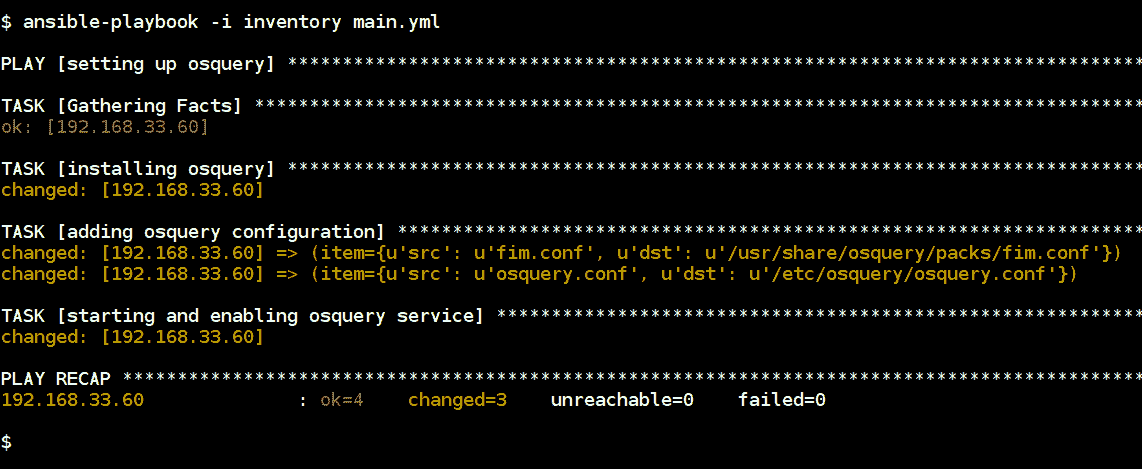 $ ansible-playbook -i inventory main.yml
PLAY [setting up osquery] ******************************************************************************
TASK [Gathering Facts] *********************************************************************************
ok: [192.168.33.60]
TASK [installing osquery] ******************************************************************************
changed: [192.168.33.60]
TASK [adding osquery configuration] ********************************************************************
changed: [192.168.33.60] => (item={u'src': u'fim.conf', u'dst': u'/usr/share/osquery/packs/fim.conf'})
changed: [192.168.33.60] => (item={u'src': u'osquery.conf', u'dst': u'/etc/osquery/osquery.conf'})
TASK [starting and enabling osquery service] ***********************************************************
changed: [192.168.33.60]
PLAY RECAP *********************************************************************************************
192.168.33.60 : ok=4 changed=3 unreachable=0 failed=0
$